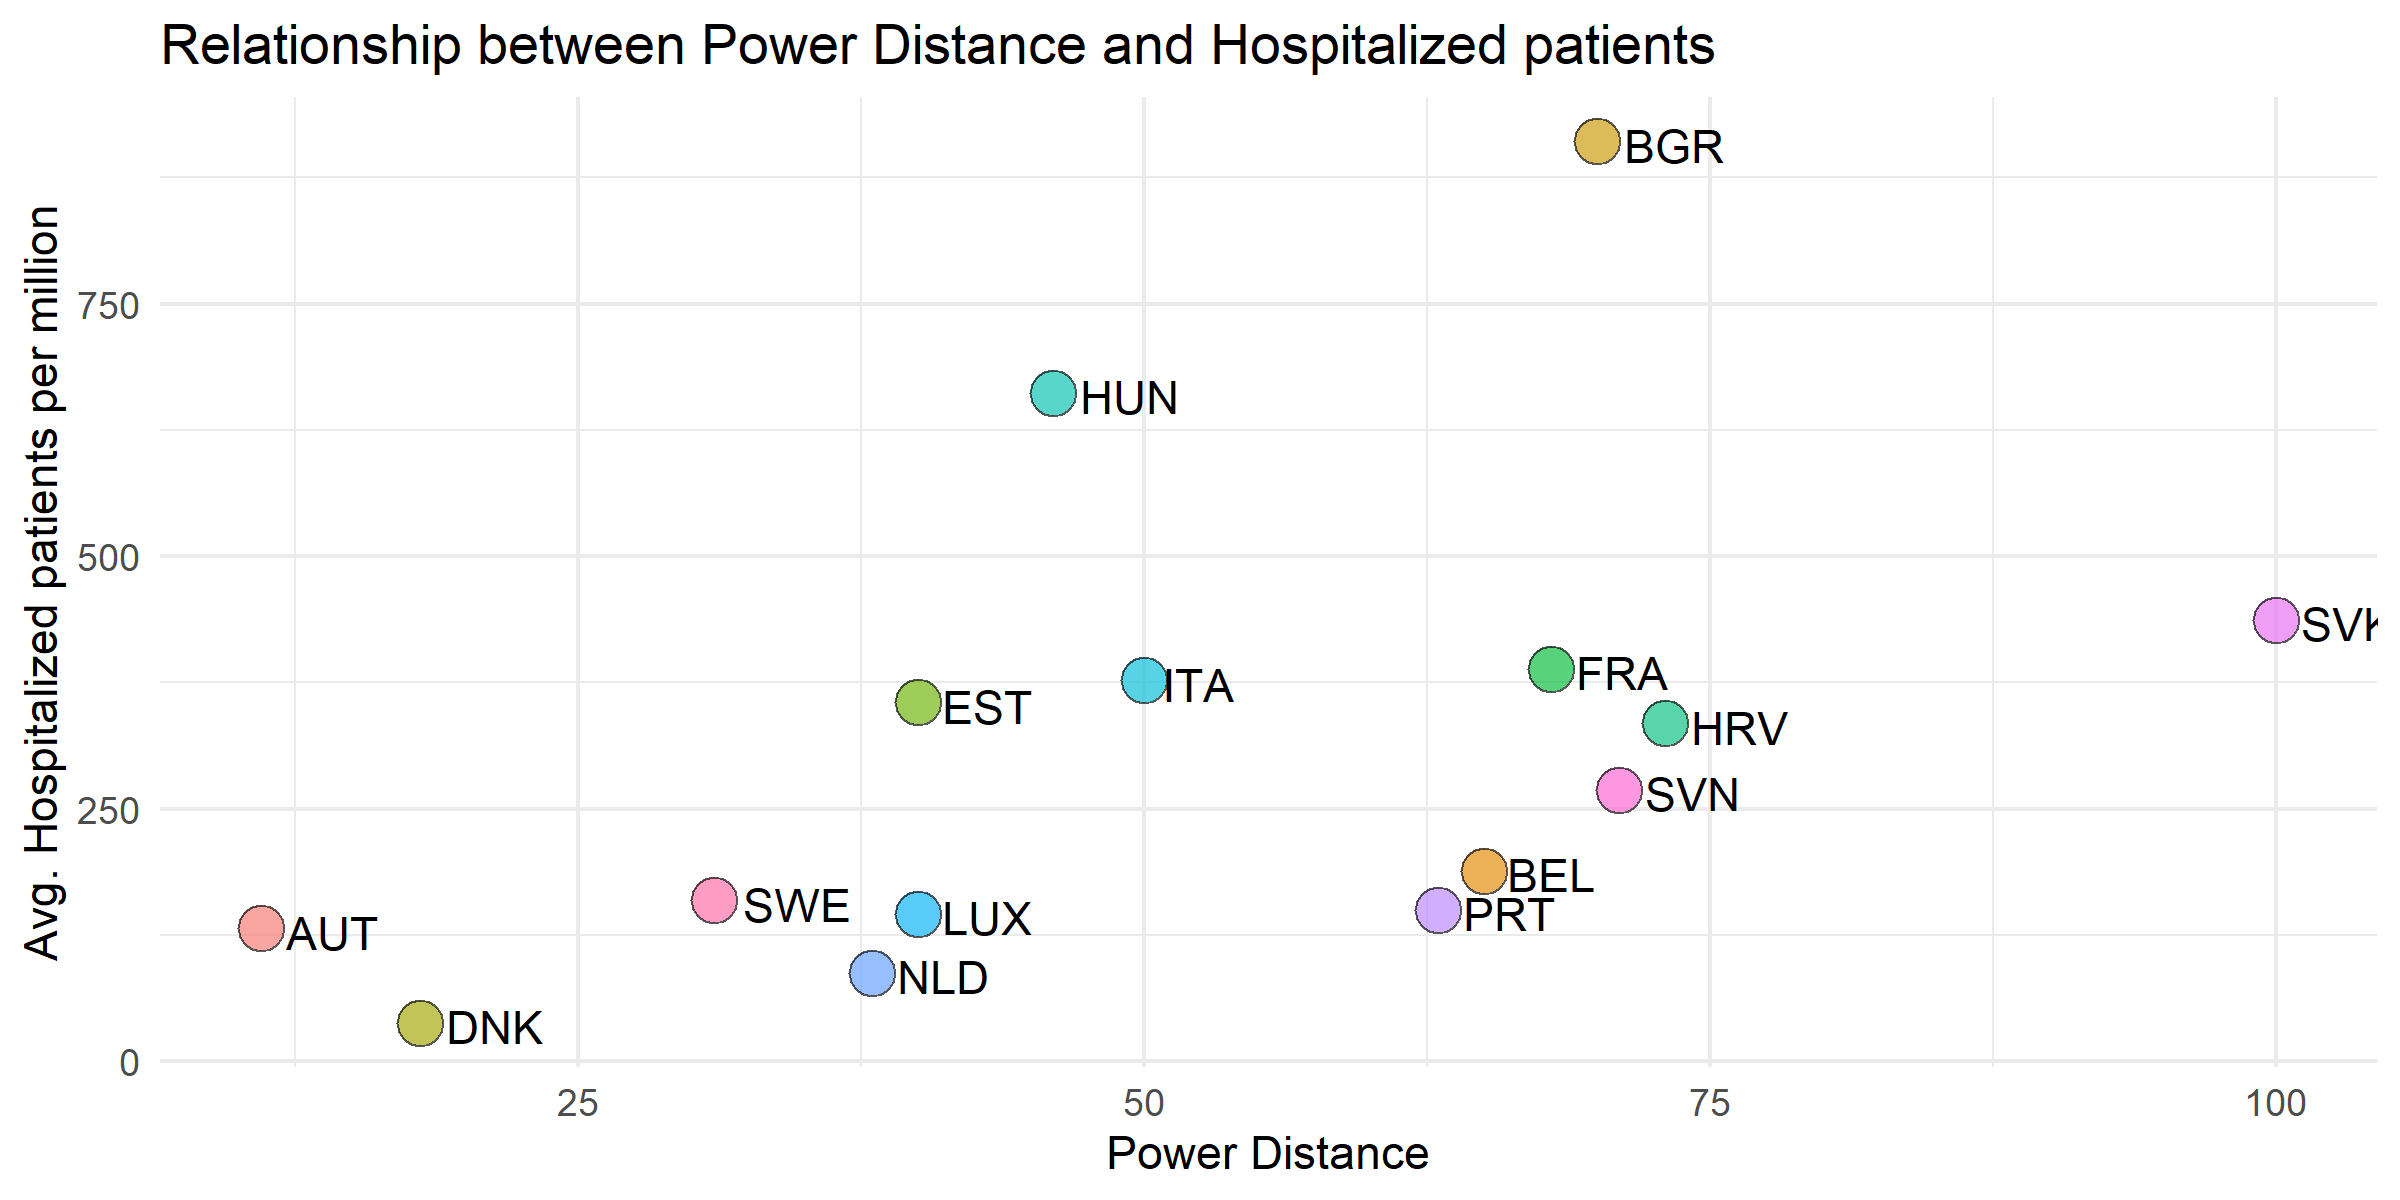 Relationship between Power Distance and Hospitalized patients
Avg. Hospitalized patients per million
750
500
250
0
BGR
HUN
SVK
FRA
ITA
EST
HRV
SVN
BEL
PRT
SWE
LUX
AUT
NLD
DNK
25
50
75
100
Power Distance